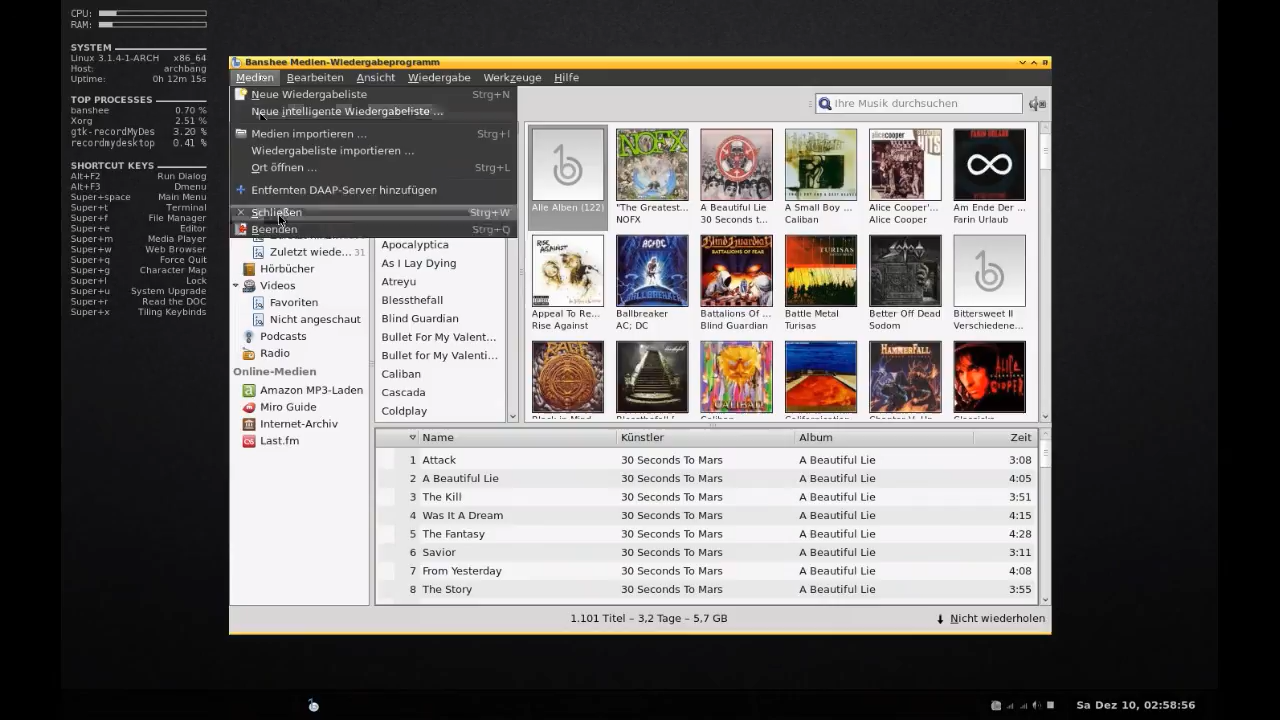 CPU:
RAM:
SYSTEM
Linux 3.1.4-1-ARCH x86_64
Host: archbang
Uptime: 0h 12m 15s
TOP PROCESSES
banshee 0.70 %
Xorg 2.51 %
gtk-recordMyDes 3.20 %
recordmydesktop 0.41 %
SHORTCUT KEYS
Alt+F2 Run Dialog
Alt+F3 Dmenu
Super+space Main Menu
Super+t Terminal
Super+f File Manager
Super+e Editor
Super+m Media Player
Super+w Web Browser
Super+q Force Quit
Super+g Character Map
Super+l Lock
Super+u System Upgrade
Super+r Read the DOC
Super+x Tiling Keybinds
Banshee Medien-Wiedergabeprogramm
Medien Bearbeiten Ansicht Wiedergabe Werkzeuge Hilfe
Neue Wiedergabeliste Strg+N
Neue intelligente Wiedergabeliste ...
Medien importieren ... Strg+I
Wiedergabeliste importieren ...
Ort öffnen ... Strg+L
Entfernten DAAP-Server hinzufügen
Schließen Strg+W
Beenden Strg+Q
Zuletzt wiede... 31
Hörbücher
Videos
Favoriten
Nicht angeschaut
Podcasts
Radio
Online-Medien
Amazon MP3-Laden
Miro Guide
Internet-Archiv
Last.fm
Apocalyptica
As I Lay Dying
Atreyu
Blessthefall
Blind Guardian
Bullet For My Valent...
Bullet for My Valenti...
Caliban
Cascada
Coldplay
Ihre Musik durchsuchen
Alle Alben (122)
"The Greatest...
NOFX
A Beautiful Lie
30 Seconds t...
A Small Boy ...
Caliban
Alice Cooper'...
Alice Cooper
Am Ende Der ...
Farin Urlaub
Appeal To Re...
Rise Against
Ballbreaker
AC; DC
Battalions Of ...
Blind Guardian
Battle Metal
Turisas
Better Off Dead
Sodom
Bittersweet II
Verschiedene...
Name Künstler Album Zeit
1 Attack 30 Seconds To Mars A Beautiful Lie 3:08
2 A Beautiful Lie 30 Seconds To Mars A Beautiful Lie 4:05
3 The Kill 30 Seconds To Mars A Beautiful Lie 3:51
4 Was It A Dream 30 Seconds To Mars A Beautiful Lie 4:15
5 The Fantasy 30 Seconds To Mars A Beautiful Lie 4:28
6 Savior 30 Seconds To Mars A Beautiful Lie 3:11
7 From Yesterday 30 Seconds To Mars A Beautiful Lie 4:08
8 The Story 30 Seconds To Mars A Beautiful Lie 3:55
1.101 Titel – 3,2 Tage – 5,7 GB
Nicht wiederholen
Sa Dez 10, 02:58:56